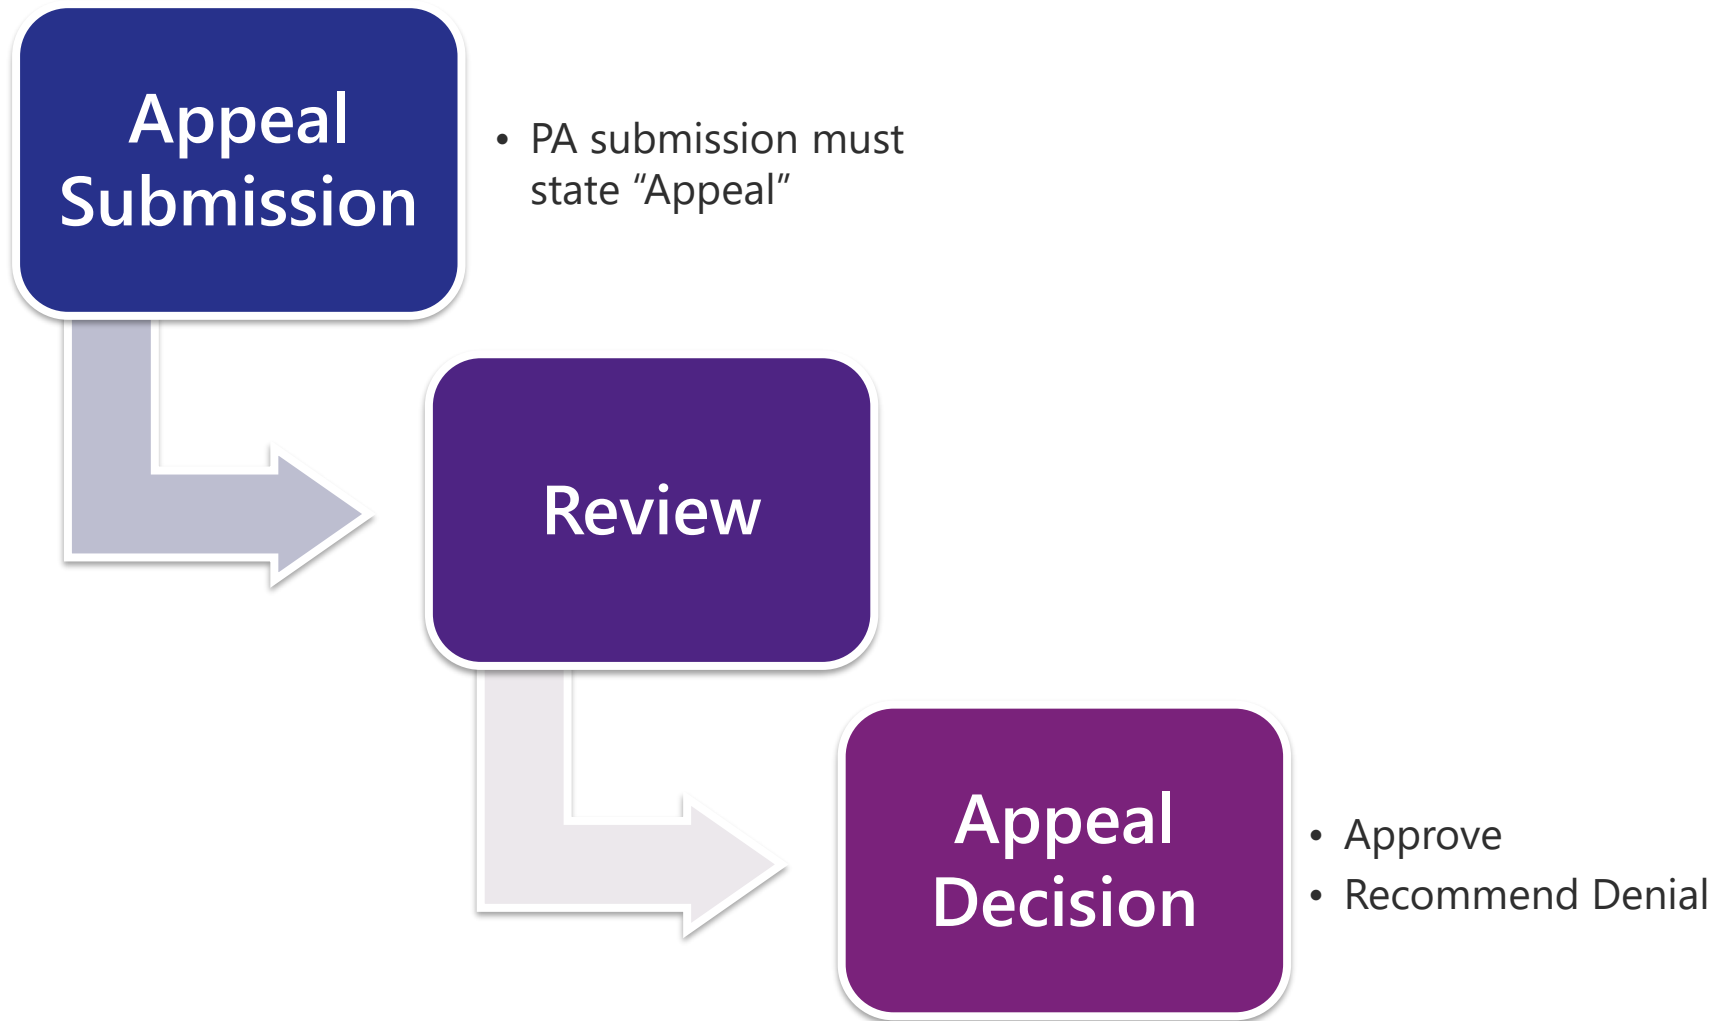 Appeal
Submission
• PA submission must
state “Appeal”
Review
Appeal
Decision
• Approve
• Recommend Denial